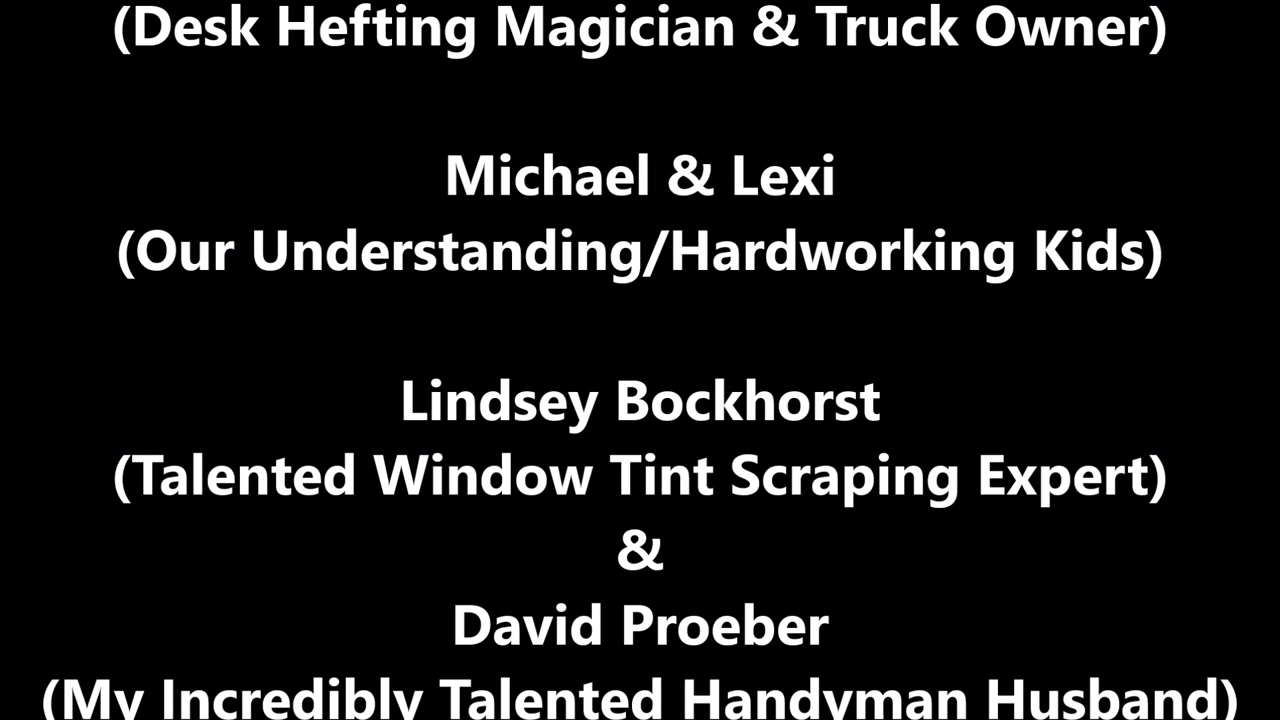 (Desk Hefting Magician & Truck Owner)
Michael & Lexi
(Our Understanding/Hardworking Kids)
Lindsey Bockhorst
(Talented Window Tint Scraping Expert)
&
David Proeber
(My Incredibly Talented Handyman Husband)